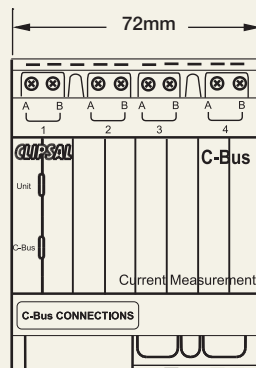 72mm
A B A B A B A B
1 2 3 4
CLIPSAL C-Bus
Unit
C-Bus
Current Measurement
C-Bus CONNECTIONS